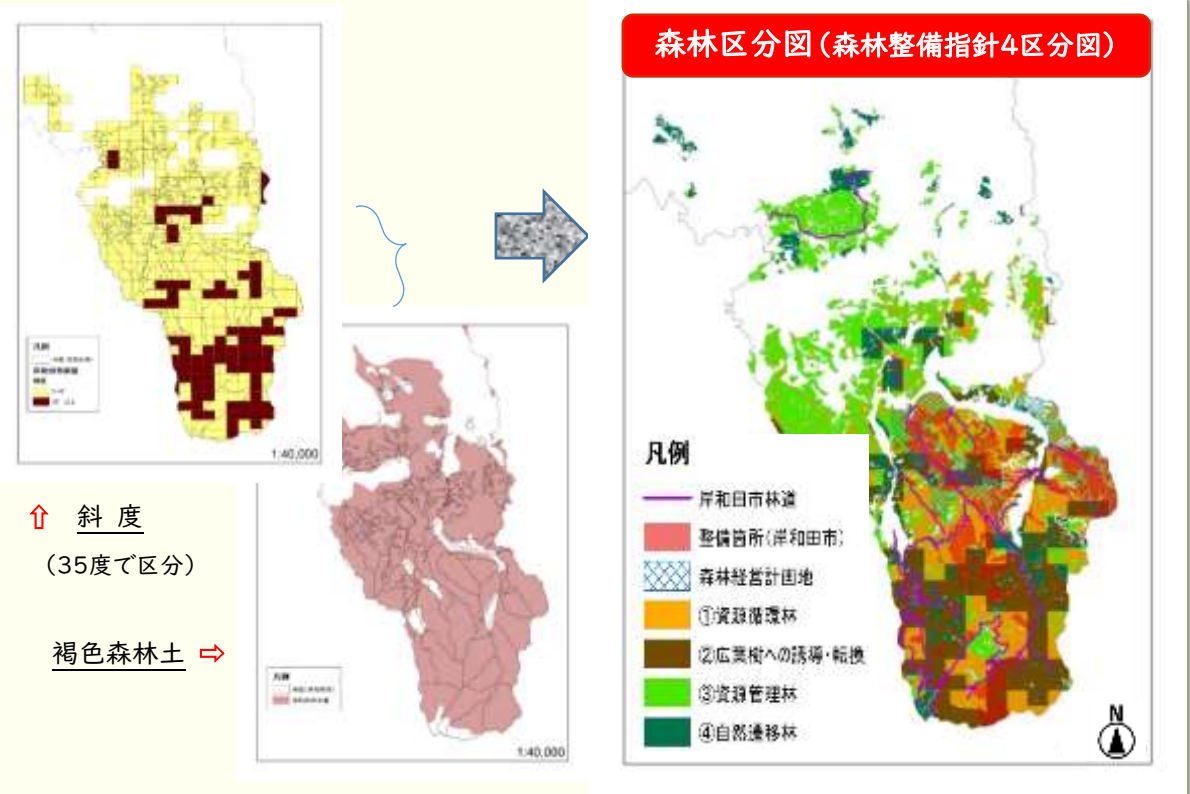 森林区分図(森林整備指針4区分図)
凡例
1:40,000
⇧ 斜 度
(35度で区分)
褐色森林土 ⇨
凡例
1:40,000
凡例
岸和田市林道
整備箇所(岸和田市)
森林経営計画地
①資源循環林
②広葉樹への誘導・転換
③資源管理林
④自然遷移林
N